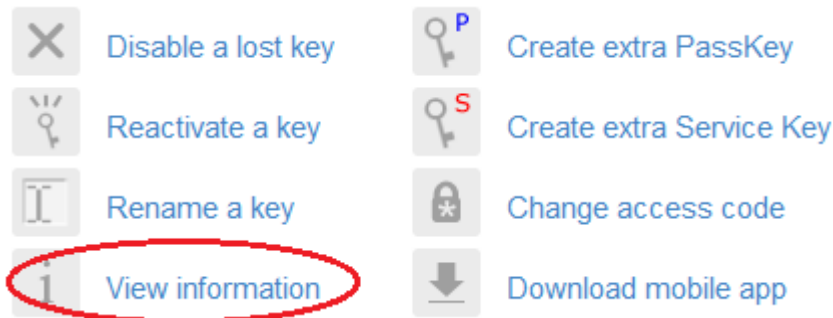 Disable a lost key
P
Create extra PassKey
Reactivate a key
S
Create extra Service Key
Rename a key
Change access code
i
View information
Download mobile app